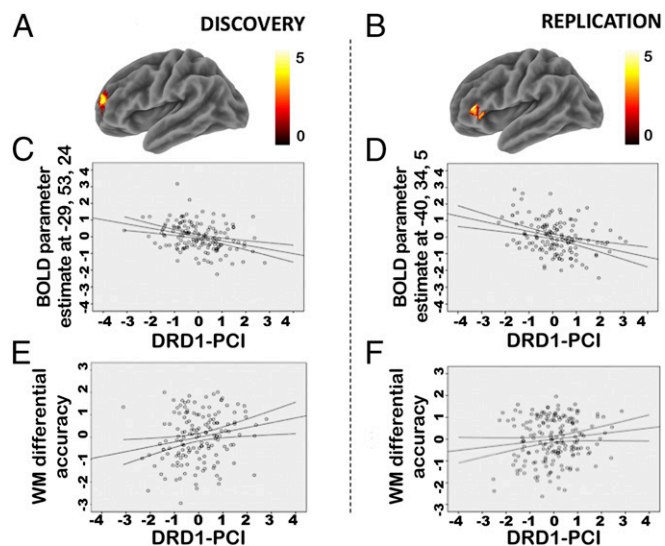 A
DISCOVERY
B
REPLICATION
5
0
5
0
C
BOLD parameter
estimate at -29, 53, 24
-4 -3 -2 -1 0 1 2 3 4
-4 -3 -2 -1 0 1 2 3 4
DRD1-PCI
D
BOLD parameter
estimate at -40, 34, 5
-4 -3 -2 -1 0 1 2 3 4
-4 -3 -2 -1 0 1 2 3 4
DRD1-PCI
E
WM differential
accuracy
-3 -2 -1 0 1 2 3
-4 -3 -2 -1 0 1 2 3 4
DRD1-PCI
F
WM differential
accuracy
-3 -2 -1 0 1 2 3
-4 -3 -2 -1 0 1 2 3 4
DRD1-PCI